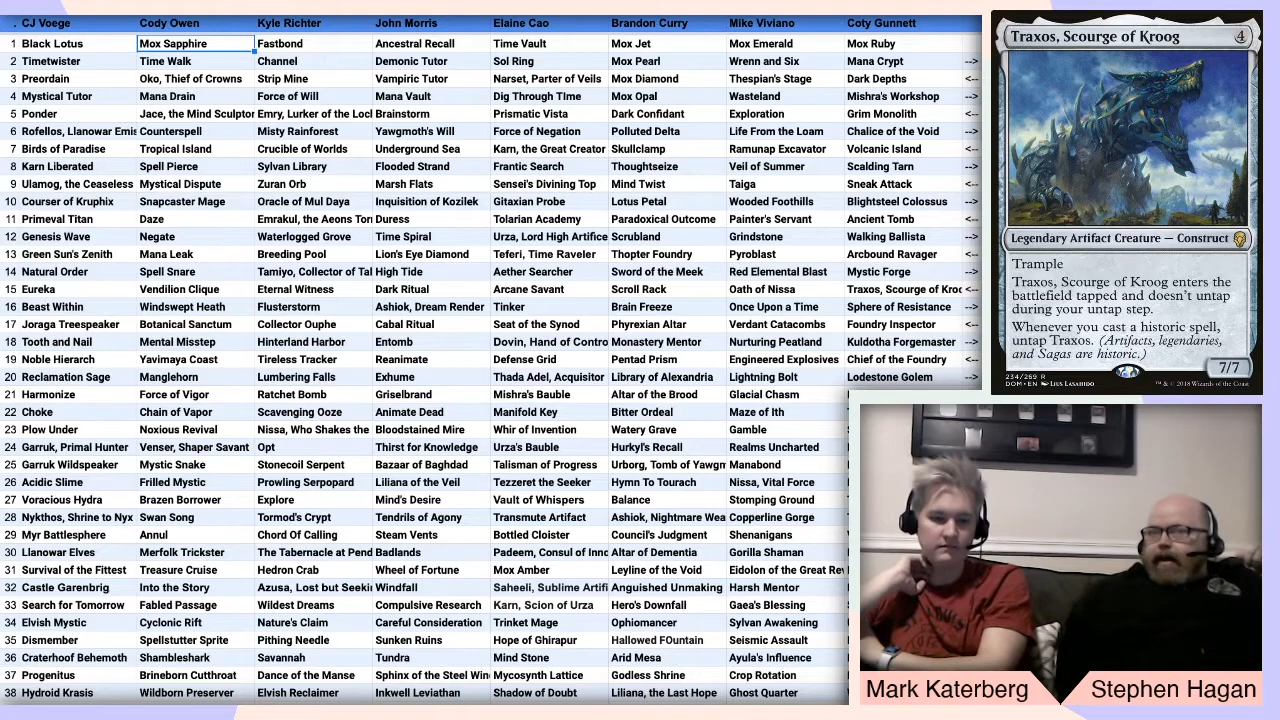 . CJ Voege Cody Owen Kyle Richter John Morris Elaine Cao Brandon Curry Mike Viviano Coty Gunnett
1 Black Lotus Mox Sapphire Fastbond Ancestral Recall Time Vault Mox Jet Mox Emerald Mox Ruby
2 Timetwister Time Walk Channel Demonic Tutor Sol Ring Mox Pearl Wrenn and Six Mana Crypt -->
3 Preordain Oko, Thief of Crowns Strip Mine Vampiric Tutor Narset, Parter of Veils Mox Diamond Thespian's Stage Dark Depths <--
4 Mystical Tutor Mana Drain Force of Will Mana Vault Dig Through TIme Mox Opal Wasteland Mishra's Workshop -->
5 Ponder Jace, the Mind Sculptor Emry, Lurker of the Locl Brainstorm Prismatic Vista Dark Confidant Exploration Grim Monolith <--
6 Rofellos, Llanowar Emis Counterspell Misty Rainforest Yawgmoth's Will Force of Negation Polluted Delta Life From the Loam Chalice of the Void -->
7 Birds of Paradise Tropical Island Crucible of Worlds Underground Sea Karn, the Great Creator Skullclamp Ramunap Excavator Volcanic Island <--
8 Karn Liberated Spell Pierce Sylvan Library Flooded Strand Frantic Search Thoughtseize Veil of Summer Scalding Tarn -->
9 Ulamog, the Ceaseless Mystical Dispute Zuran Orb Marsh Flats Sensei's Divining Top Mind Twist Taiga Sneak Attack <--
10 Courser of Kruphix Snapcaster Mage Oracle of Mul Daya Inquisition of Kozilek Gitaxian Probe Lotus Petal Wooded Foothills Blightsteel Colossus -->
11 Primeval Titan Daze Emrakul, the Aeons Torn Duress Tolarian Academy Paradoxical Outcome Painter's Servant Ancient Tomb <--
12 Genesis Wave Negate Waterlogged Grove Time Spiral Urza, Lord High Artifice Scrubland Grindstone Walking Ballista -->
13 Green Sun's Zenith Mana Leak Breeding Pool Lion's Eye Diamond Teferi, Time Raveler Thopter Foundry Pyroblast Arcbound Ravager <--
14 Natural Order Spell Snare Tamiyo, Collector of Tal High Tide Aether Searcher Sword of the Meek Red Elemental Blast Mystic Forge -->
15 Eureka Vendilion Clique Eternal Witness Dark Ritual Arcane Savant Scroll Rack Oath of Nissa Traxos, Scourge of Kroo <--
16 Beast Within Windswept Heath Flusterstorm Ashiok, Dream Render Tinker Brain Freeze Once Upon a Time Sphere of Resistance -->
17 Joraga Treespeaker Botanical Sanctum Collector Ouphe Cabal Ritual Seat of the Synod Phyrexian Altar Verdant Catacombs Foundry Inspector <--
18 Tooth and Nail Mental Misstep Hinterland Harbor Entomb Dovin, Hand of Contro Monastery Mentor Nurturing Peatland Kuldotha Forgemaster -->
19 Noble Hierarch Yavimaya Coast Tireless Tracker Reanimate Defense Grid Pentad Prism Engineered Explosives Chief of the Foundry <--
20 Reclamation Sage Manglehorn Lumbering Falls Exhume Thada Adel, Acquisitor Library of Alexandria Lightning Bolt Lodestone Golem -->
21 Harmonize Force of Vigor Ratchet Bomb Griselbrand Mishra's Bauble Altar of the Brood Glacial Chasm
22 Choke Chain of Vapor Scavenging Ooze Animate Dead Manifold Key Bitter Ordeal Maze of Ith
23 Plow Under Noxious Revival Nissa, Who Shakes the Bloodstained Mire Whir of Invention Watery Grave Gamble
24 Garruk, Primal Hunter Venser, Shaper Savant Opt Thirst for Knowledge Urza's Bauble Hurkyl's Recall Realms Uncharted
25 Garruk Wildspeaker Mystic Snake Stonecoil Serpent Bazaar of Baghdad Talisman of Progress Urborg, Tomb of Yawgm Manabond
26 Acidic Slime Frilled Mystic Prowling Serpopard Liliana of the Veil Tezzeret the Seeker Hymn To Tourach Nissa, Vital Force
27 Voracious Hydra Brazen Borrower Explore Mind's Desire Vault of Whispers Balance Stomping Ground
28 Nykthos, Shrine to Nyx Swan Song Tormod's Crypt Tendrils of Agony Transmute Artifact Ashiok, Nightmare Wea Copperline Gorge
29 Myr Battlesphere Annul Chord Of Calling Steam Vents Bottled Cloister Council's Judgment Shenanigans
30 Llanowar Elves Merfolk Trickster The Tabernacle at Pend Badlands Padeem, Consul of Inno Altar of Dementia Gorilla Shaman
31 Survival of the Fittest Treasure Cruise Hedron Crab Wheel of Fortune Mox Amber Leyline of the Void Eidolon of the Great Rev
32 Castle Garenbrig Into the Story Azusa, Lost but Seekin Windfall Saheeli, Sublime Artifi Anguished Unmaking Harsh Mentor
33 Search for Tomorrow Fabled Passage Wildest Dreams Compulsive Research Karn, Scion of Urza Hero's Downfall Gaea's Blessing
34 Elvish Mystic Cyclonic Rift Nature's Claim Careful Consideration Trinket Mage Ophiomancer Sylvan Awakening
35 Dismember Spellstutter Sprite Pithing Needle Sunken Ruins Hope of Ghirapur Hallowed FOuntain Seismic Assault
36 Craterhoof Behemoth Shambleshark Savannah Tundra Mind Stone Arid Mesa Ayula's Influence
37 Progenitus Brineborn Cutthroat Dance of the Manse Sphinx of the Steel Win Mycosynth Lattice Godless Shrine Crop Rotation
38 Hydroid Krasis Wildborn Preserver Elvish Reclaimer Inkwell Leviathan Shadow of Doubt Liliana, the Last Hope Ghost Quarter
Traxos, Scourge of Kroog 4
Legendary Artifact Creature — Construct
Trample
Traxos, Scourge of Kroog enters the
battlefield tapped and doesn't untap
during your untap step.
Whenever you cast a historic spell,
untap Traxos. (Artifacts, legendaries,
and Sagas are historic.)
7/7
234/269 R
DOM • EN Lius Lasahido ™ & © 2018 Wizards of the Coast
Mark Katerberg
Stephen Hagan